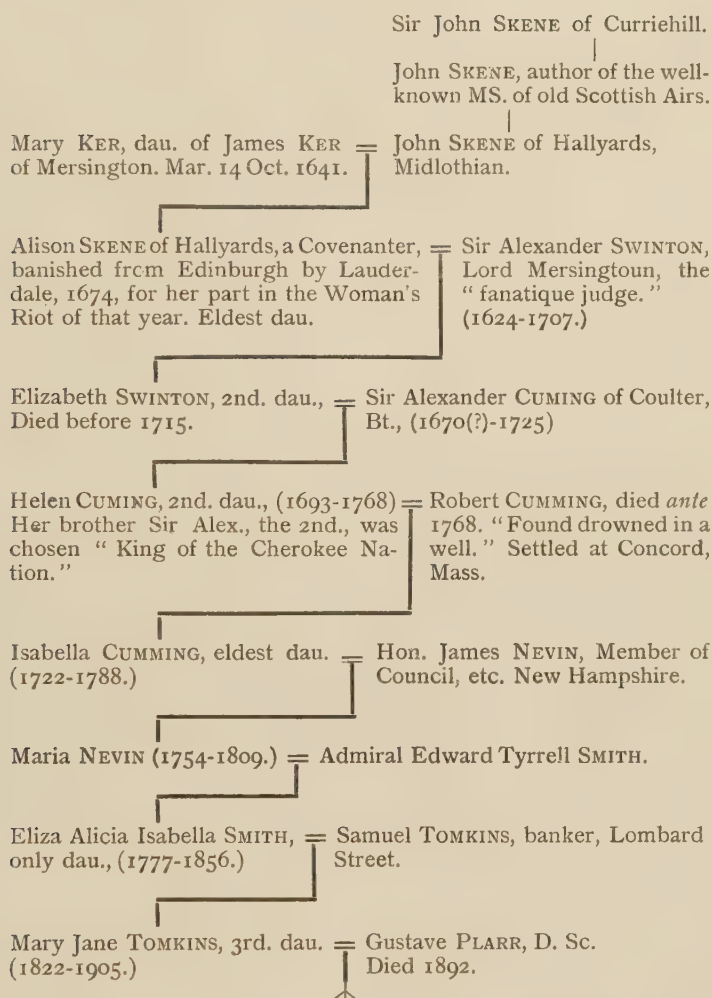 Sir John SKENE of Curriehill.
John SKENE, author of the well-
known MS. of old Scottish Airs.
Mary KER, dau. of James KER
of Mersington. Mar. 14 Oct. 1641.
=
John SKENE of Hallyards,
Midlothian.
Alison SKENE of Hallyards, a Covenanter,
banished frcm Edinburgh by Lauder-
dale, 1674, for her part in the Woman's
Riot of that year. Eldest dau.
=
Sir Alexander SWINTON,
Lord Mersingtoun, the
" fanatique judge. "
(1624-1707.)
Elizabeth SWINTON, 2nd. dau.,
Died before 1715.
=
Sir Alexander CUMING of Coulter,
Bt., (1670(?)-1725)
Helen CUMING, 2nd. dau., (1693-1768)
Her brother Sir Alex., the 2nd., was
chosen " King of the Cherokee Na-
tion. "
=
Robert CUMMING, died ante
1768. " Found drowned in a
well. " Settled at Concord,
Mass.
Isabella CUMMING, eldest dau.
(1722-1788.)
=
Hon. James NEVIN, Member of
Council, etc. New Hampshire.
Maria NEVIN (1754-1809.) = Admiral Edward Tyrrell SMITH.
Eliza Alicia Isabella SMITH,
only dau., (1777-1856.)
=
Samuel TOMKINS, banker, Lombard
Street.
Mary Jane TOMKINS, 3rd. dau.
(1822-1905.)
=
Gustave PLARR, D. Sc.
Died 1892.